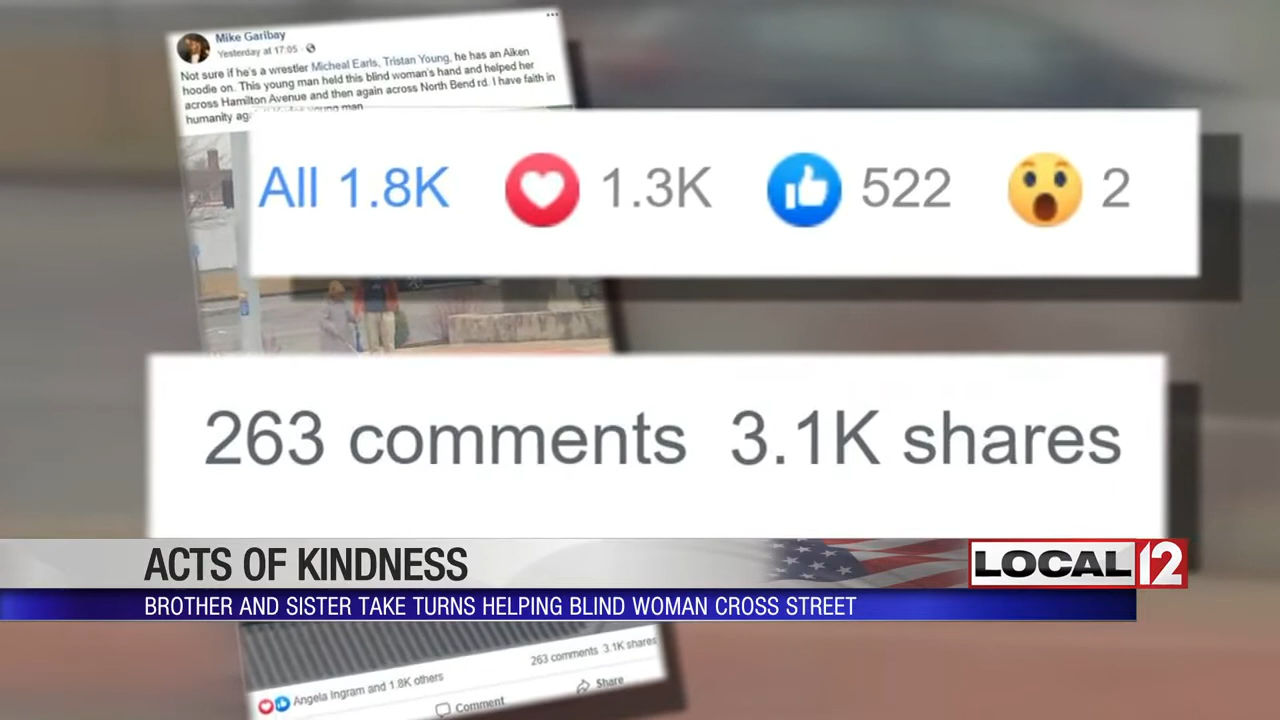 Mike Garibay
Yesterday at 17:05
Not sure if he's a wrestler Micheal Earls, Tristan Young, he has an Aiken
hoodie on. This young man held this blind woman's hand and helped her
across Hamilton Avenue and then again across North Bend rd. I have faith in
humanity young man
All 1.8K 1.3K 522 2
263 comments 3.1K shares
ACTS OF KINDNESS
LOCAL 12
BROTHER AND SISTER TAKE TURNS HELPING BLIND WOMAN CROSS STREET
263 comments 3.1K shares
Angela Ingram and 1.8K others
Comment Share